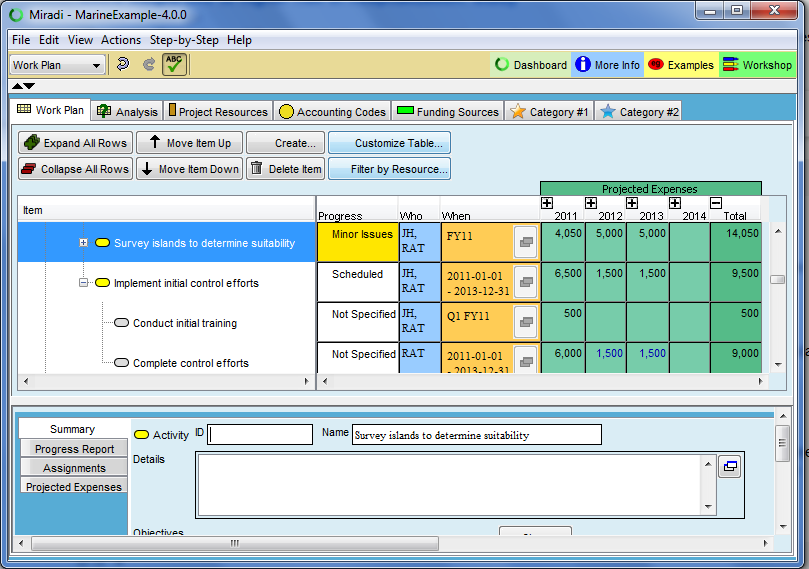 Miradi - MarineExample-4.0.0
File Edit View Actions Step-by-Step Help
Work Plan ABC Dashboard More Info Examples Workshop
Work Plan Analysis Project Resources Accounting Codes Funding Sources Category #1 Category #2
Expand All Rows Move Item Up Create... Customize Table...
Collapse All Rows Move Item Down Delete Item Filter by Resource...
Projected Expenses
Item Progress Who When 2011 2012 2013 2014 Total
Survey islands to determine suitability Minor Issues JH, RAT FY11 4,050 5,000 5,000 14,050
Implement initial control efforts Scheduled JH, RAT 2011-01-01 - 2013-12-31 6,500 1,500 1,500 9,500
Conduct initial training Not Specified JH, RAT Q1 FY11 500 500
Complete control efforts Not Specified RAT 2011-01-01 - 2013-12-31 6,000 1,500 1,500 9,000
Summary
Progress Report
Assignments
Projected Expenses
Activity ID Name Survey islands to determine suitability
Details
Objectives